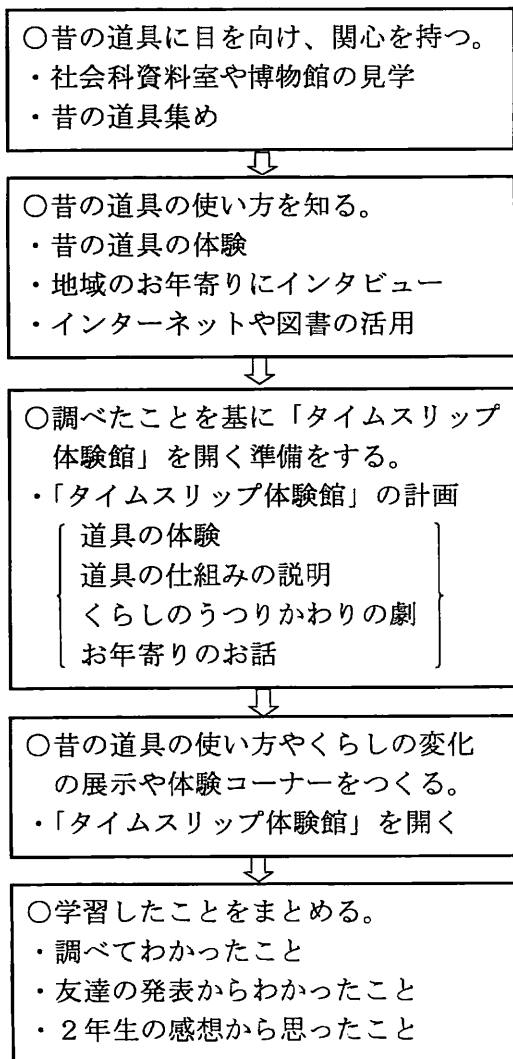 ○昔の道具に目を向け、関心を持つ。
・社会科資料室や博物館の見学
・昔の道具集め
○昔の道具の使い方を知る。
・昔の道具の体験
・地域のお年寄りにインタビュー
・インターネットや図書の活用
○調べたことを基に「タイムスリップ
体験館」を開く準備をする。
・「タイムスリップ体験館」の計画
道具の体験
道具の仕組みの説明
くらしのうつりかわりの劇
お年寄りのお話
○昔の道具の使い方やくらしの変化
の展示や体験コーナーをつくる。
・「タイムスリップ体験館」を開く
○学習したことをまとめる。
・調べてわかったこと
・友達の発表からわかったこと
・2年生の感想から思ったこと